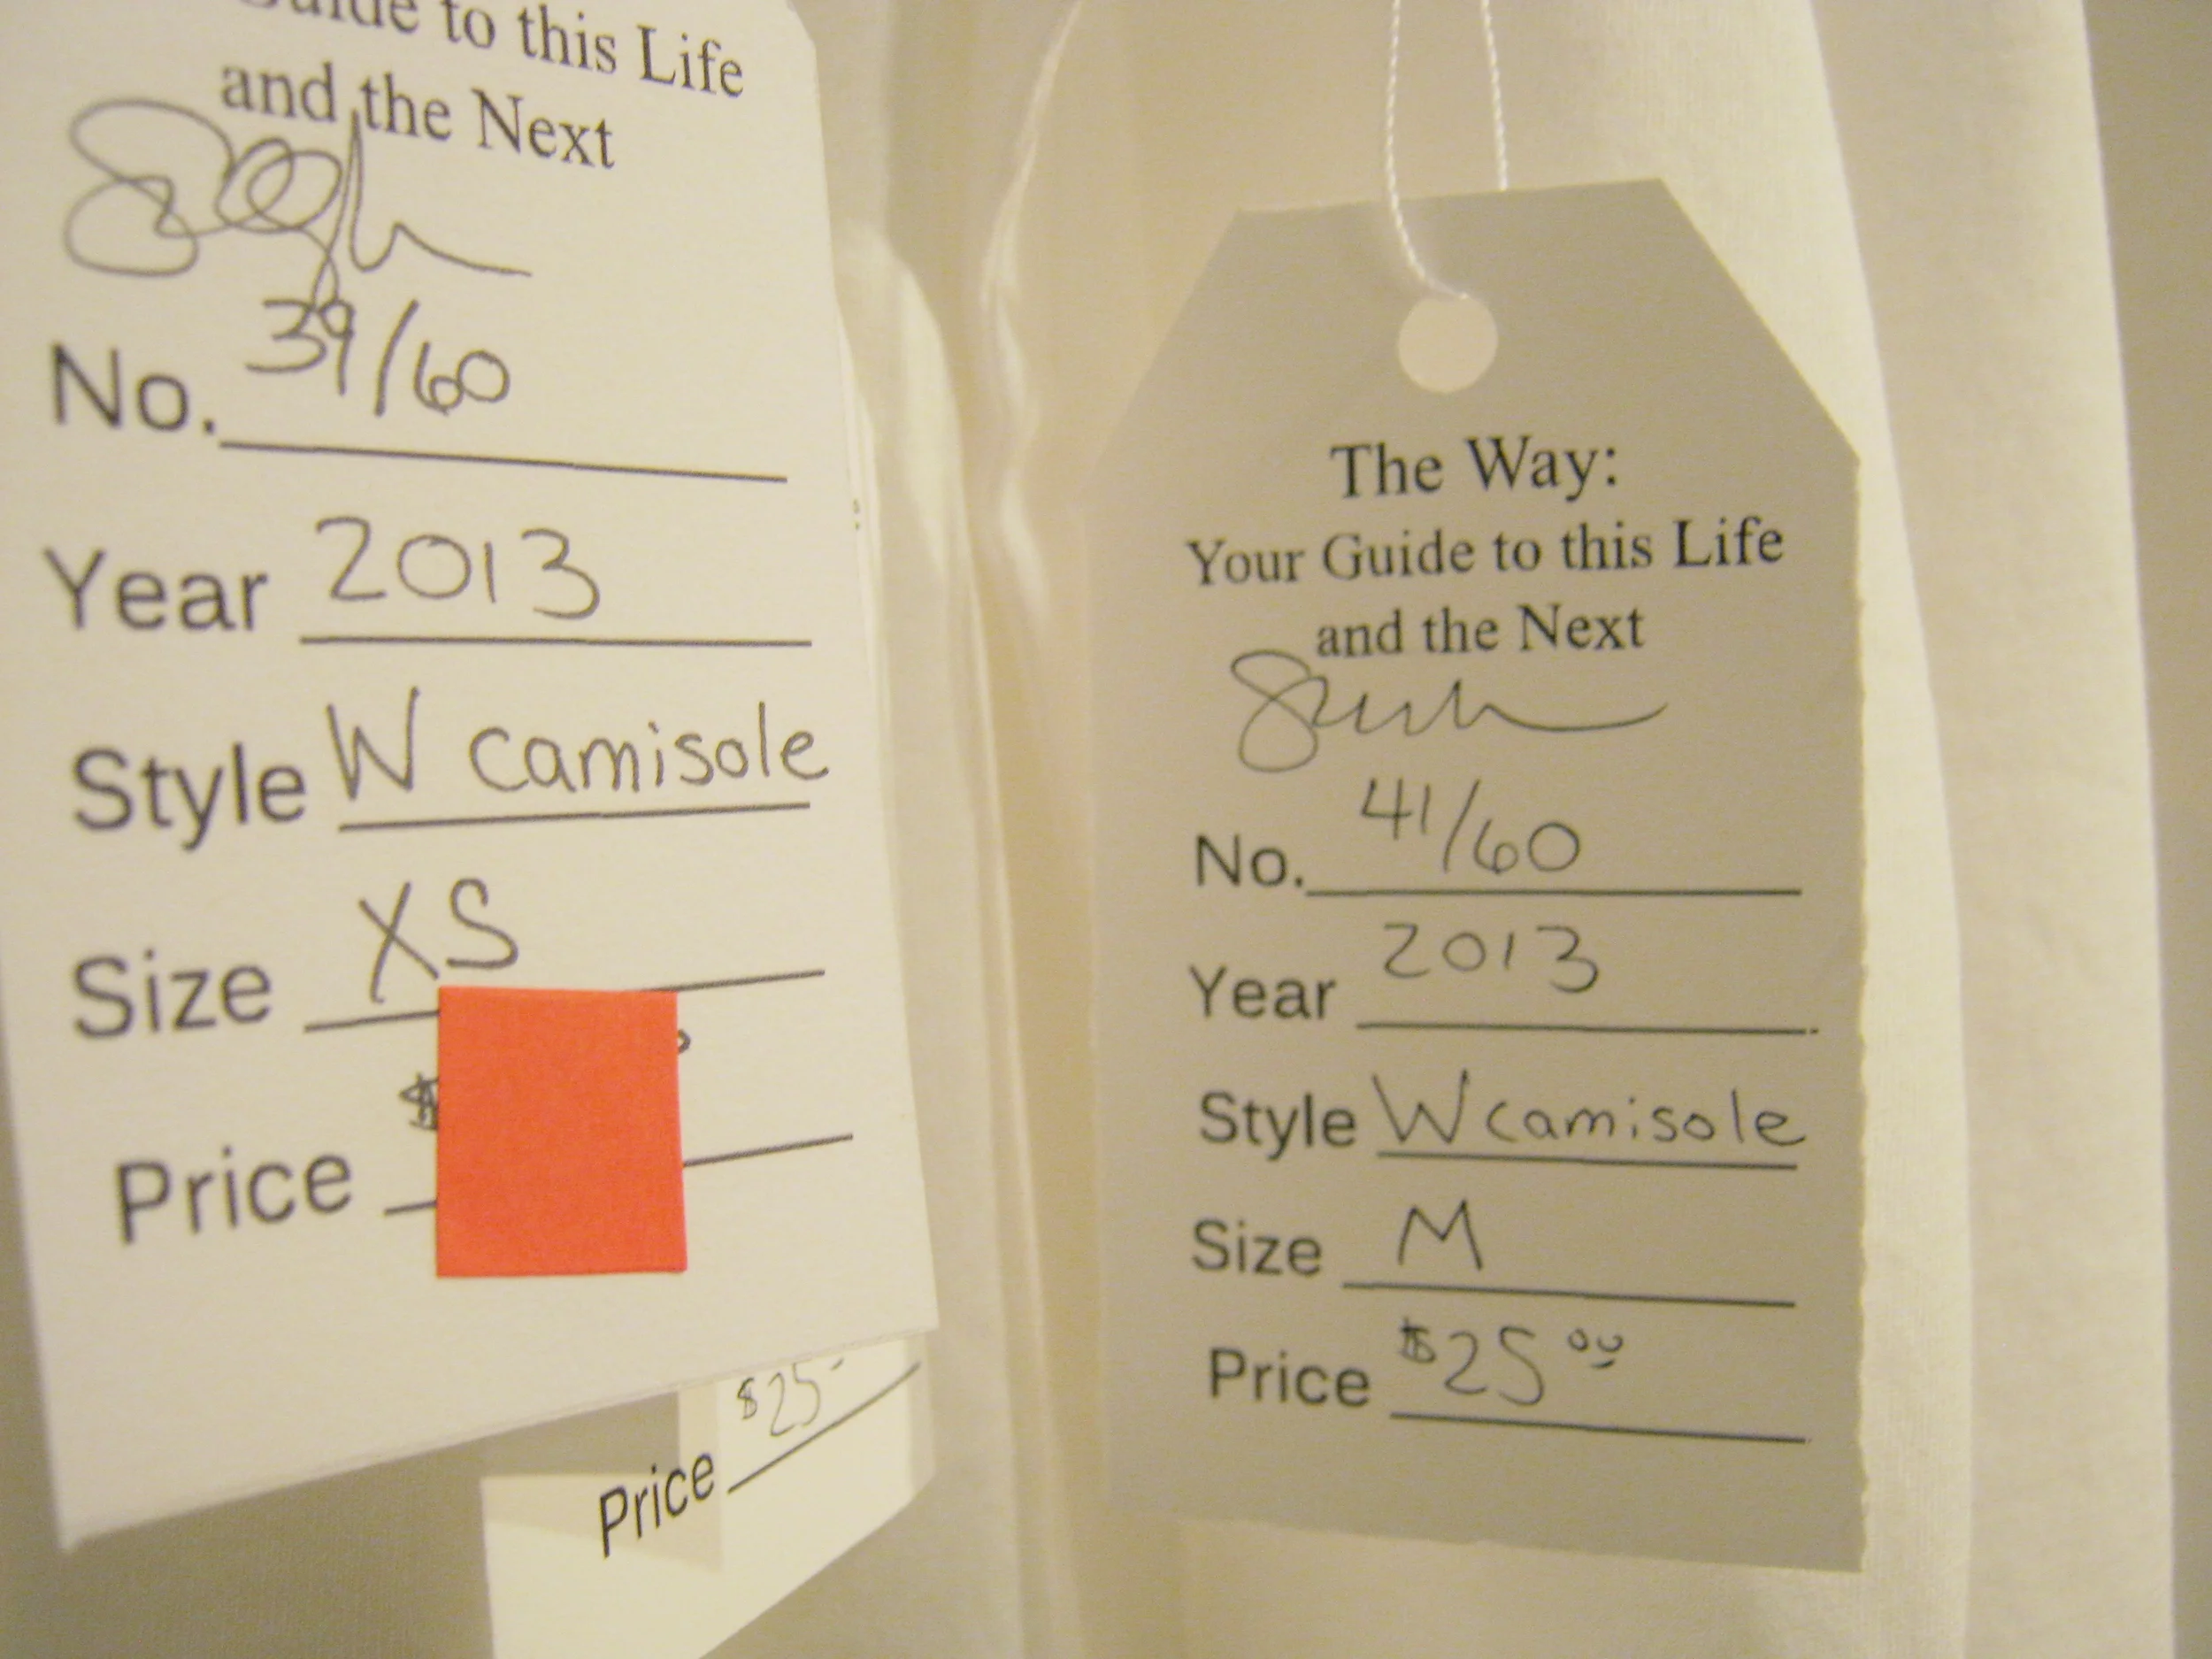 Guide to this Life
and the Next
No. 39/60
Year 2013
Style W camisole
Size XS
Price $
Price $25
The Way:
Your Guide to this Life
and the Next
No. 41/60
Year 2013
Style W camisole
Size M
Price $25 00